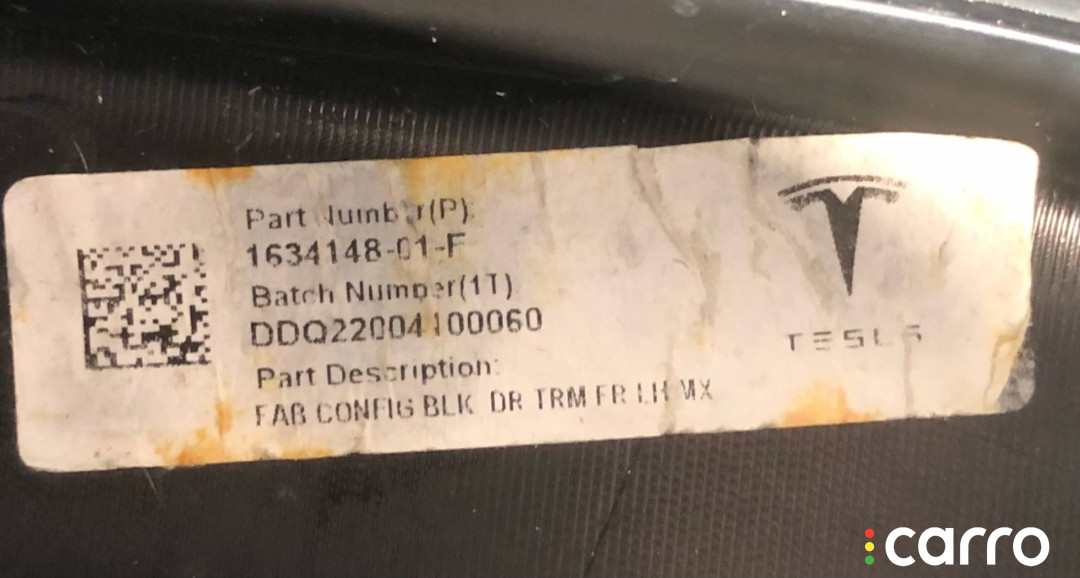 Part Number(P):
1634148-01-F
Batch Number(1T)
DDQ22004100060
Part Description:
FAB CONFIG BLK DR TRM FR LH MX
TESLA
carro